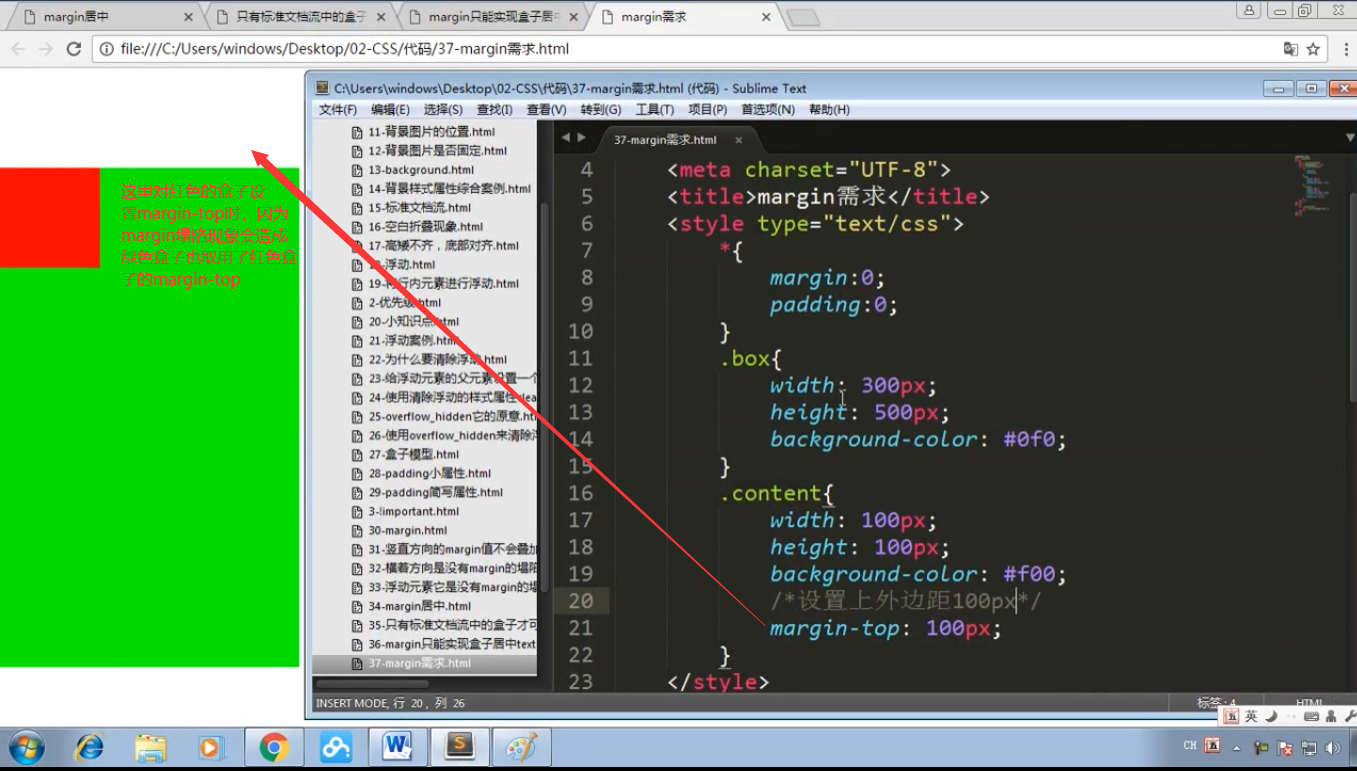 margin居中
只有标准文档流中的盒子
margin只能实现盒子居中
margin需求
file:///C:/Users/windows/Desktop/02-CSS/代码/37-margin需求.html
C:\Users\windows\Desktop\02-CSS\代码\37-margin需求.html (代码) - Sublime Text
文件(F) 编辑(E) 选择(S) 查找(I) 查看(V) 转到(G) 工具(T) 项目(P) 首选项(N) 帮助(H)
11-背景图片的位置.html
12-背景图片是否固定.html
13-background.html
14-背景样式属性综合案例.html
15-标准文档流.html
16-空白折叠现象.html
17-高矮不齐，底部对齐.html
18-浮动.html
19-将行内元素进行浮动.html
2-优先级.html
20-小知识点.html
21-浮动案例.html
22-为什么要清除浮动.html
23-给浮动元素的父元素设置一个
24-使用清除浮动的样式属性clea
25-overflow_hidden它的原意.ht
26-使用overflow_hidden来清除浮
27-盒子模型.html
28-padding小属性.html
29-padding简写属性.html
3-!important.html
30-margin.html
31-竖直方向的margin值不会叠加
32-横着方向是没有margin的塌陷
33-浮动元素它是没有margin的塌
34-margin居中.html
35-只有标准文档流中的盒子才可
36-margin只能实现盒子居中text
37-margin需求.html
37-margin需求.html
4 <meta charset="UTF-8">
5 <title>margin需求</title>
6 <style type="text/css">
7 *{
8 margin:0;
9 padding:0;
10 }
11 .box{
12 width: 300px;
13 height: 500px;
14 background-color: #0f0;
15 }
16 .content{
17 width: 100px;
18 height: 100px;
19 background-color: #f00;
20 /*设置上外边距100px*/
21 margin-top: 100px;
22 }
23 </style>
这里对红色的盒子设
置margin-top时，因为
margin塌陷现象会造成
绿色盒子也取用了红色盒
子的margin-top
INSERT MODE, 行 20 , 列 26
标签: 4
HTML
英
CH